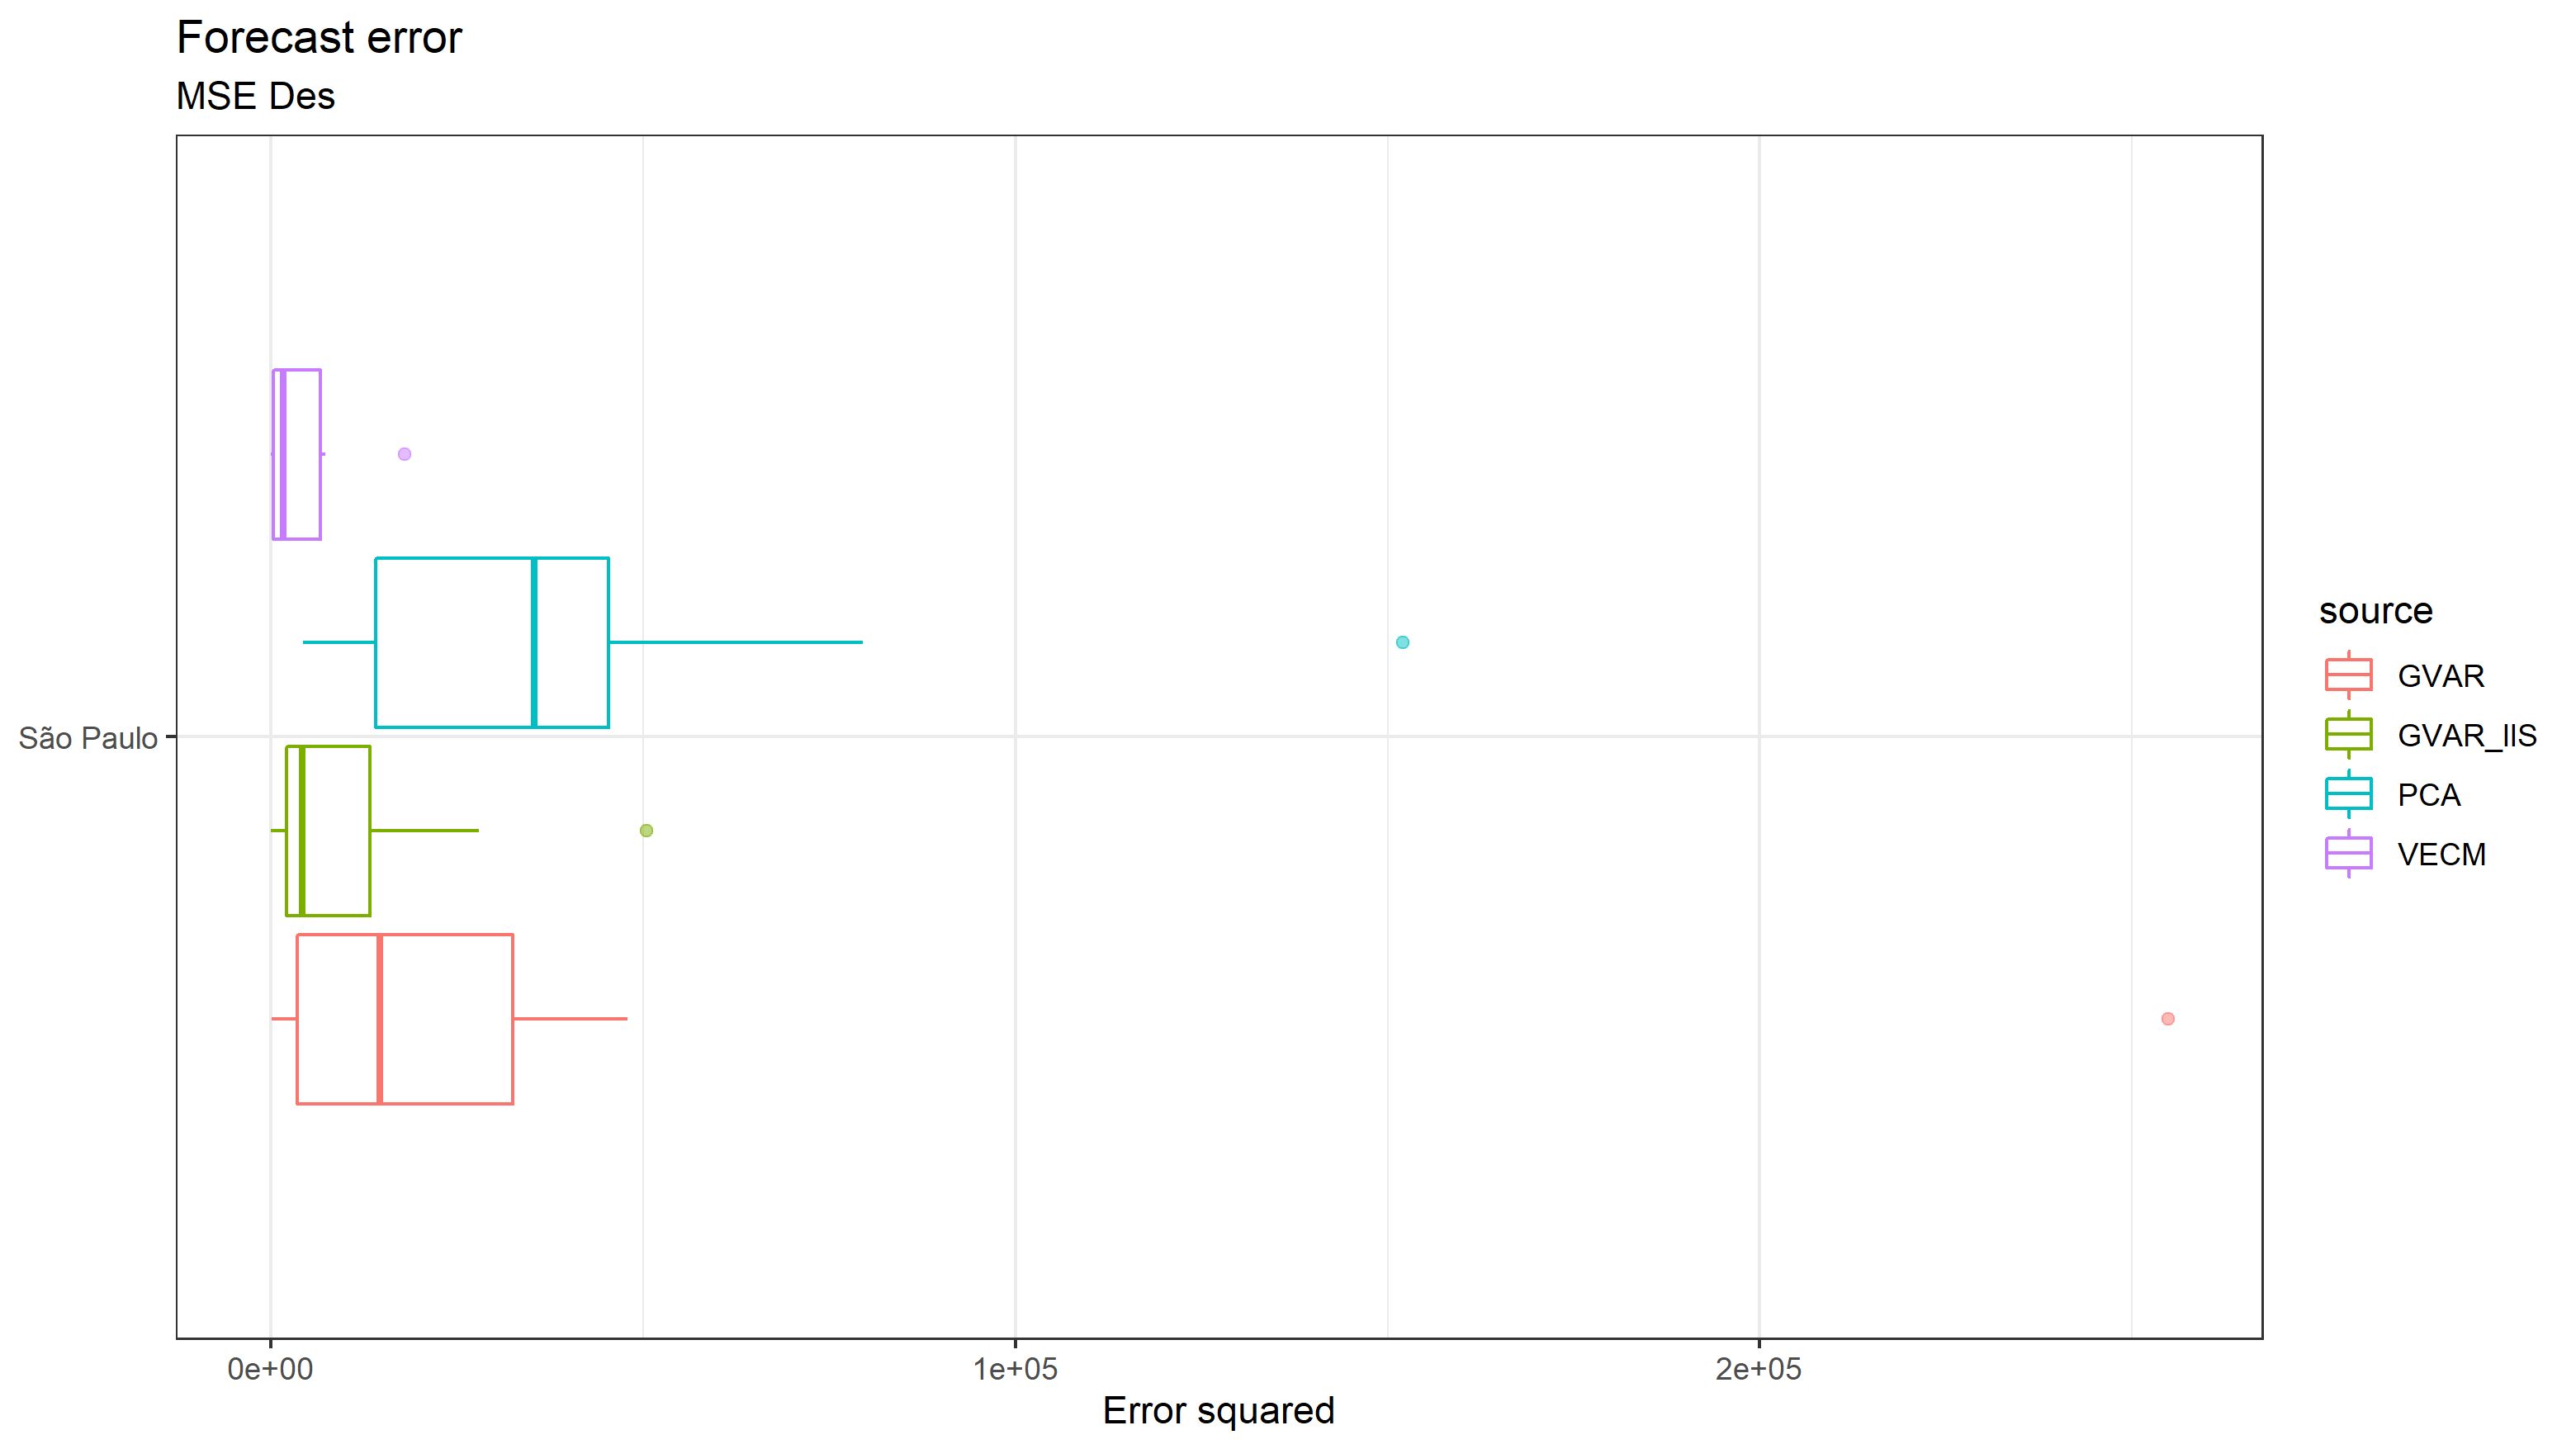 Forecast error
MSE Des
São Paulo
0e+00
1e+05
2e+05
Error squared
source
GVAR
GVAR_IIS
PCA
VECM